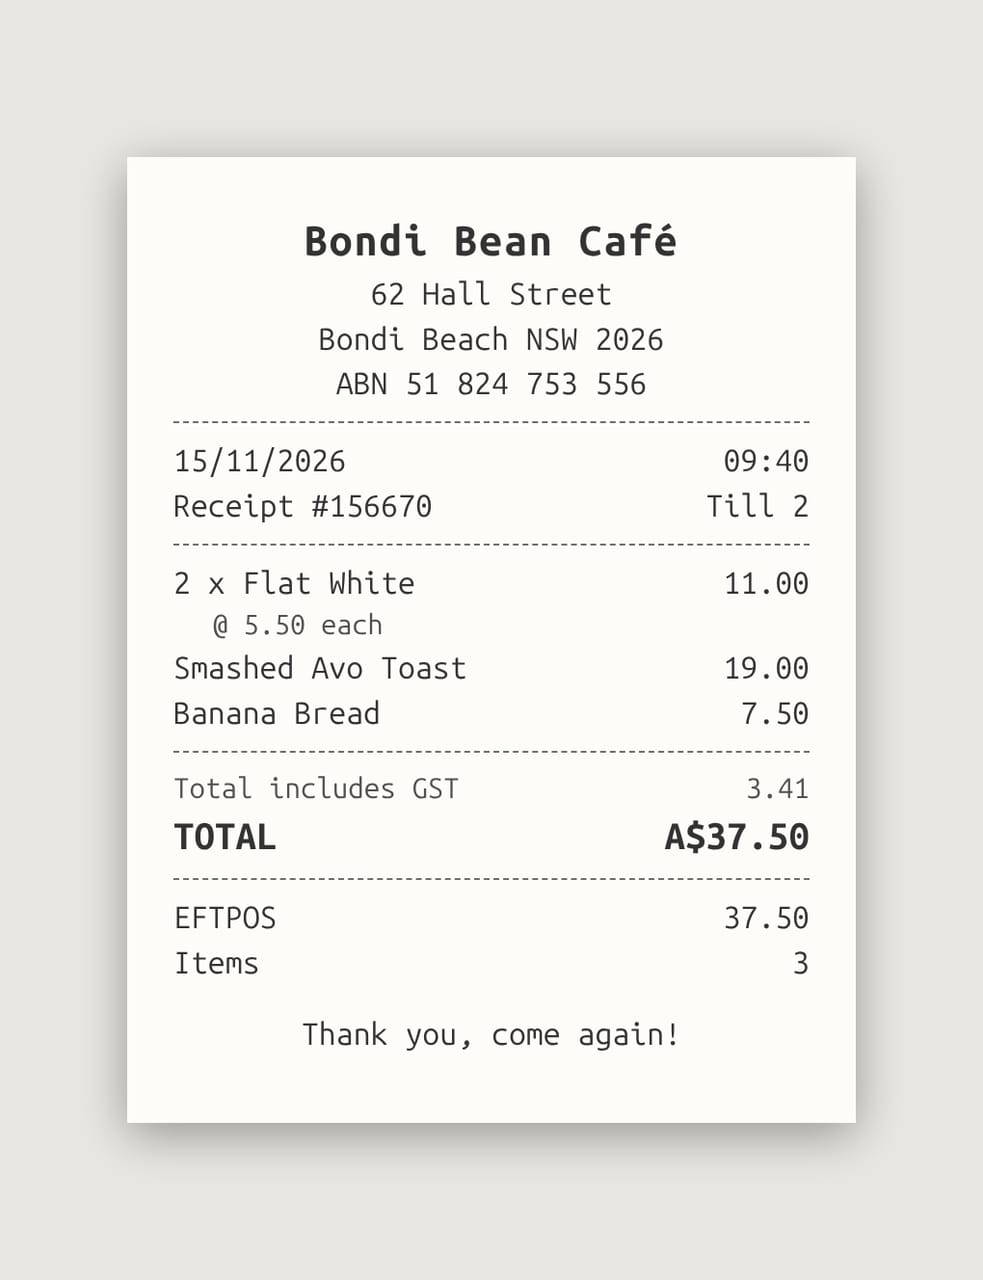 Bondi Bean Café
62 Hall Street
Bondi Beach NSW 2026
ABN 51 824 753 556
15/11/2026 09:40
Receipt #156670 Till 2
2 x Flat White 11.00
@ 5.50 each
Smashed Avo Toast 19.00
Banana Bread 7.50
Total includes GST 3.41
TOTAL A$37.50
EFTPOS 37.50
Items 3
Thank you, come again!